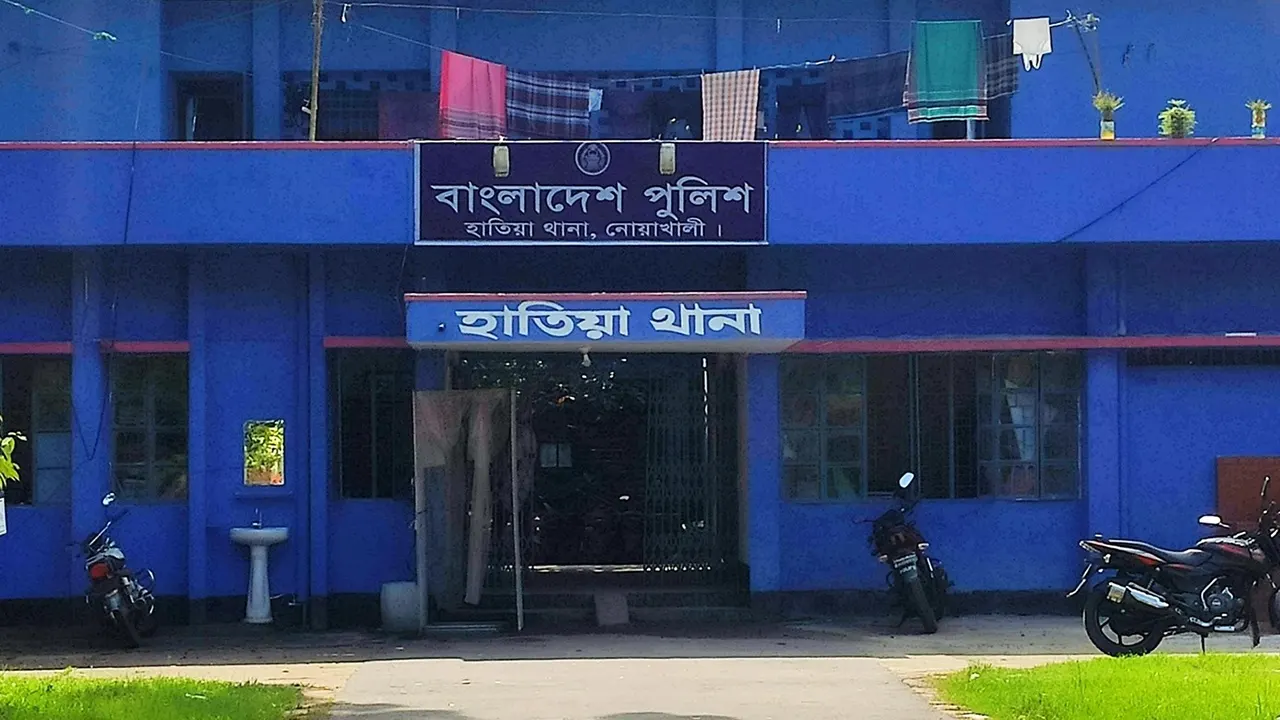 বাংলাদেশ পুলিশ
হাতিয়া থানা, নোয়াখালী ।
হাতিয়া থানা